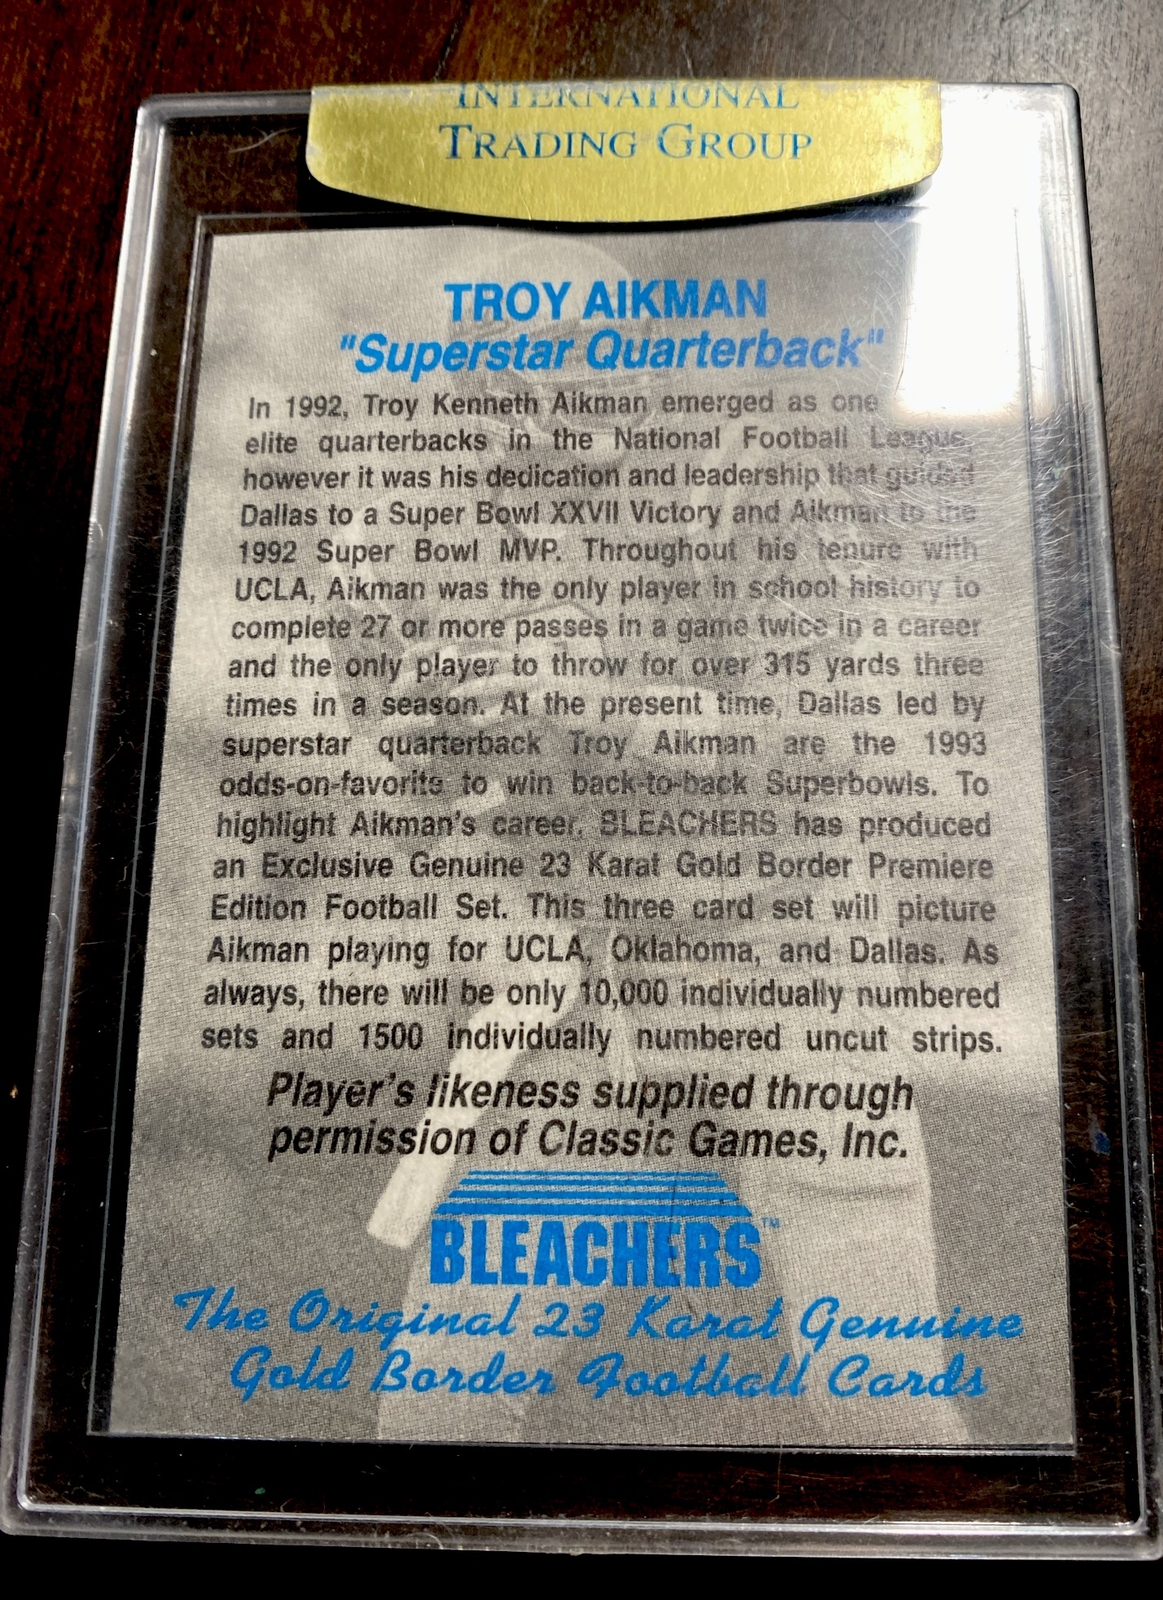 INTERNATIONAL
TRADING GROUP
TROY AIKMAN
"Superstar Quarterback"
In 1992, Troy Kenneth Aikman emerged as one
elite quarterbacks in the National Football League,
however it was his dedication and leadership that guided
Dallas to a Super Bowl XXVII Victory and Aikman to the
1992 Super Bowl MVP. Throughout his tenure with
UCLA, Aikman was the only player in school history to
complete 27 or more passes in a game twice in a career
and the only player to throw for over 315 yards three
times in a season. At the present time, Dallas led by
superstar quarterback Troy Aikman are the 1993
odds-on-favorite to win back-to-back Superbowls. To
highlight Aikman's career, BLEACHERS has produced
an Exclusive Genuine 23 Karat Gold Border Premiere
Edition Football Set. This three card set will picture
Aikman playing for UCLA, Oklahoma, and Dallas. As
always, there will be only 10,000 individually numbered
sets and 1500 individually numbered uncut strips.
Player's likeness supplied through
permission of Classic Games, Inc.
BLEACHERS™
The Original 23 Karat Genuine
Gold Border Football Cards